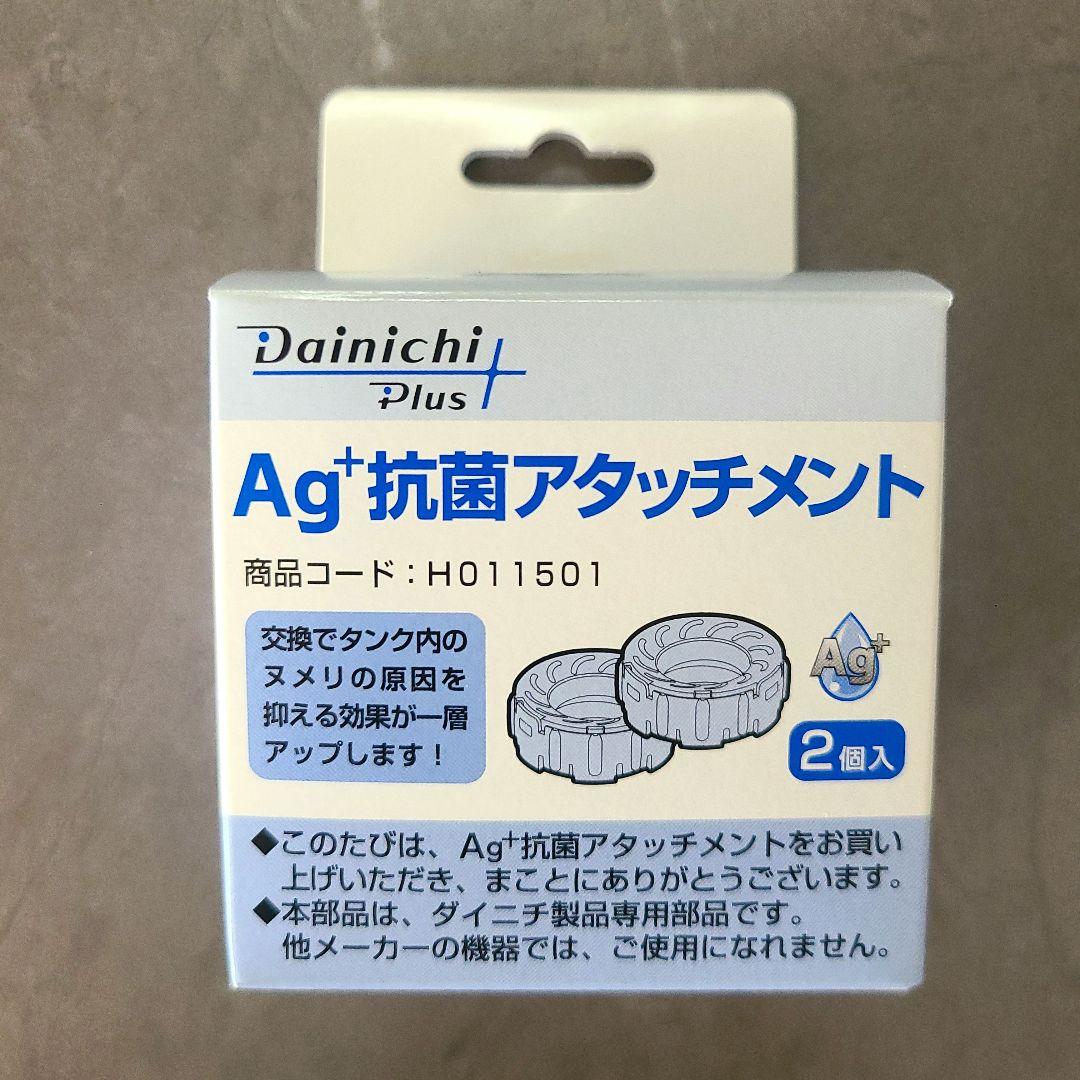 Dainichi
Plus
Ag+抗菌アタッチメント
商品コード：H011501
交換でタンク内の
ヌメリの原因を
抑える効果が一層
アップします！
Ag+
2個入
◆このたびは、Ag+抗菌アタッチメントをお買い
上げいただき、まことにありがとうございます。
◆本部品は、ダイニチ製品専用部品です。
他メーカーの機器では、ご使用になれません。